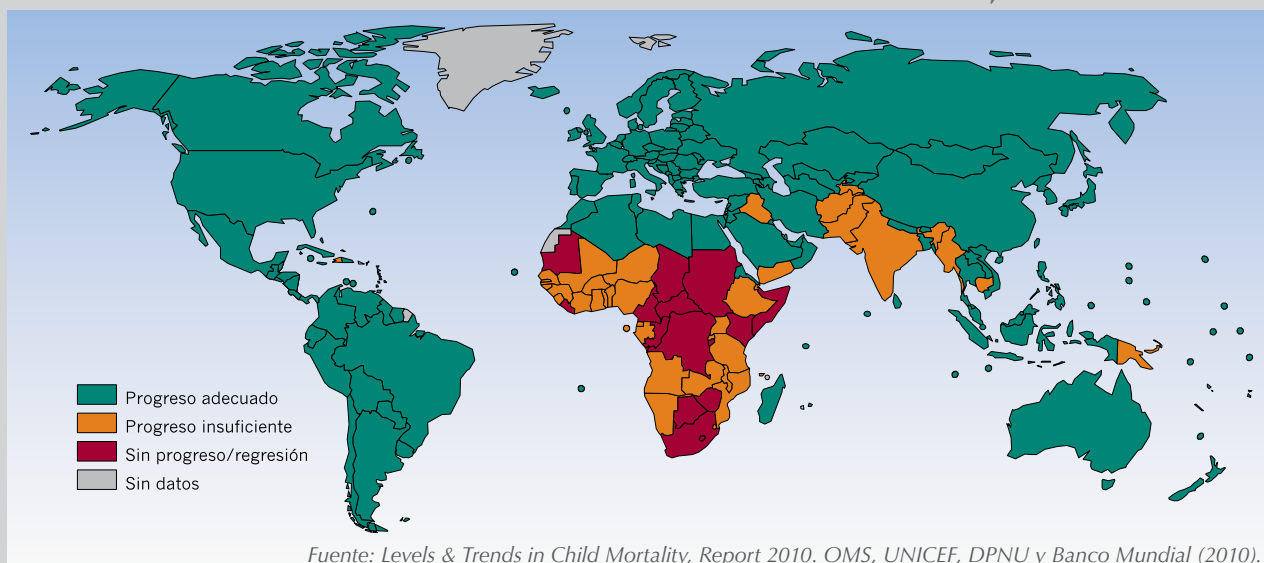 Progreso adecuado
Progreso insuficiente
Sin progreso/regresión
Sin datos
Fuente: Levels & Trends in Child Mortality, Report 2010. OMS, UNICEF, DPNU y Banco Mundial (2010).